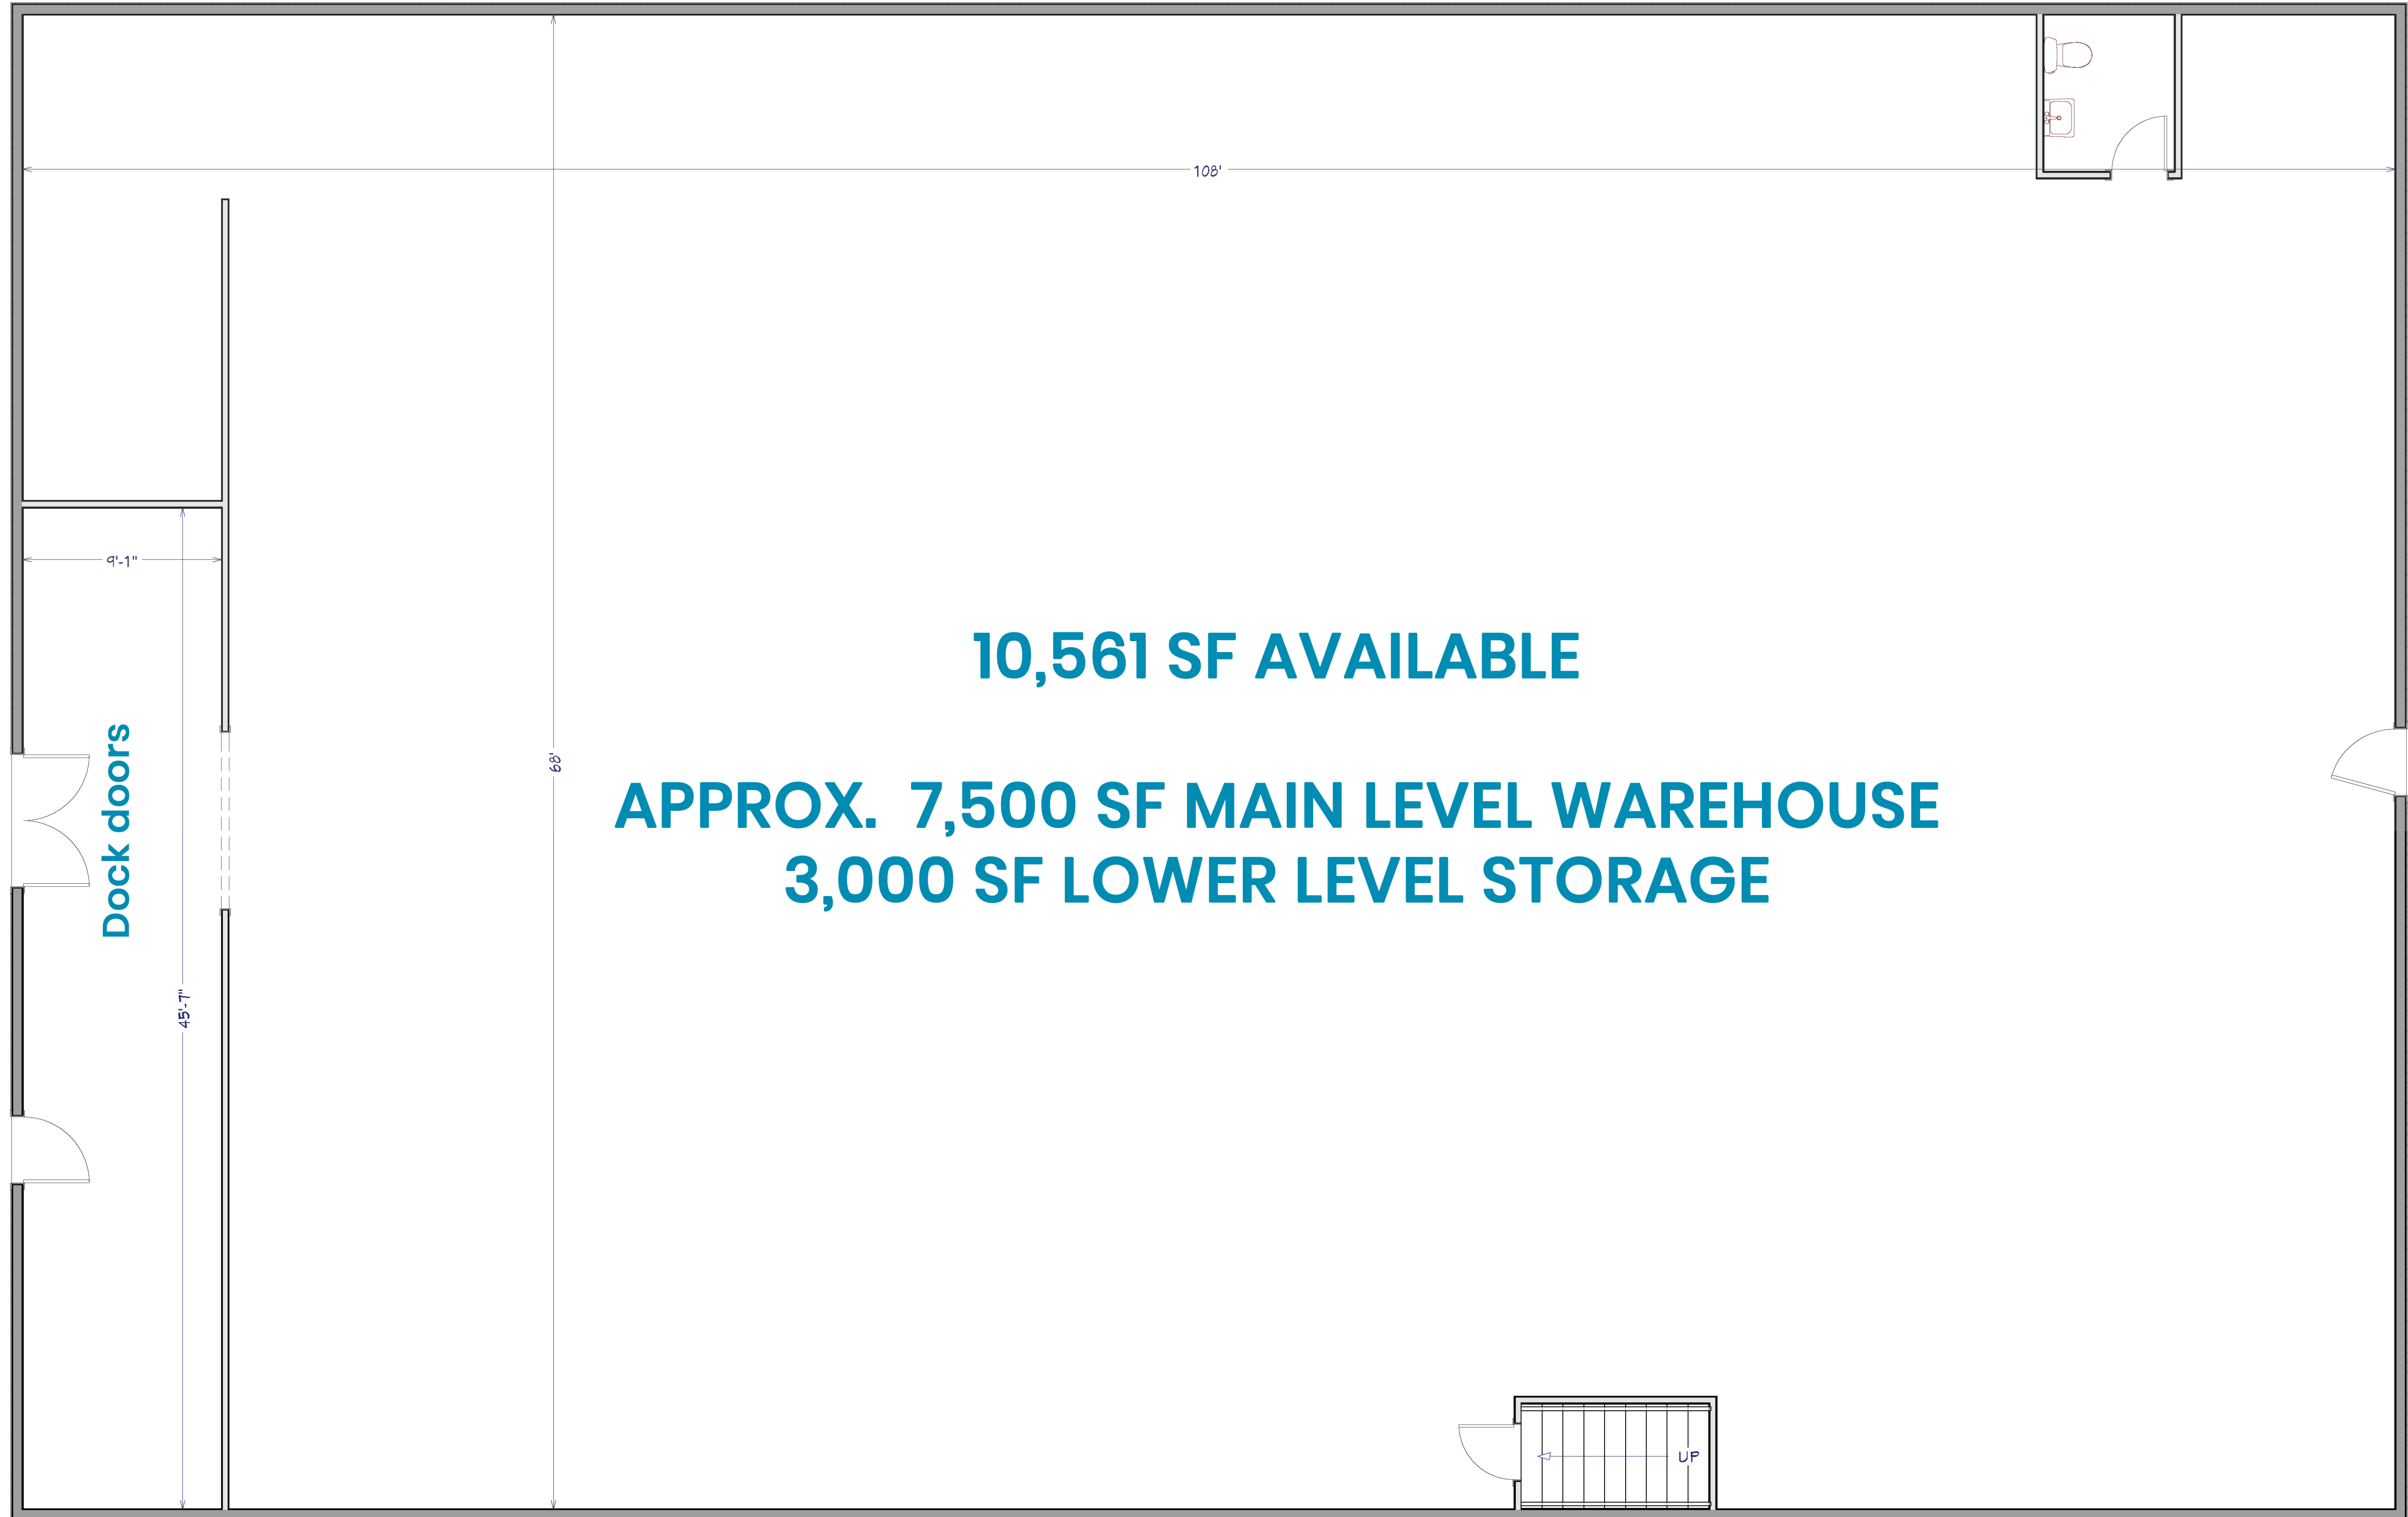 108'
9'-1"
10,561 SF AVAILABLE
68'
Dock doors
APPROX. 7,500 SF MAIN LEVEL WAREHOUSE
3,000 SF LOWER LEVEL STORAGE
45'-7"
UP